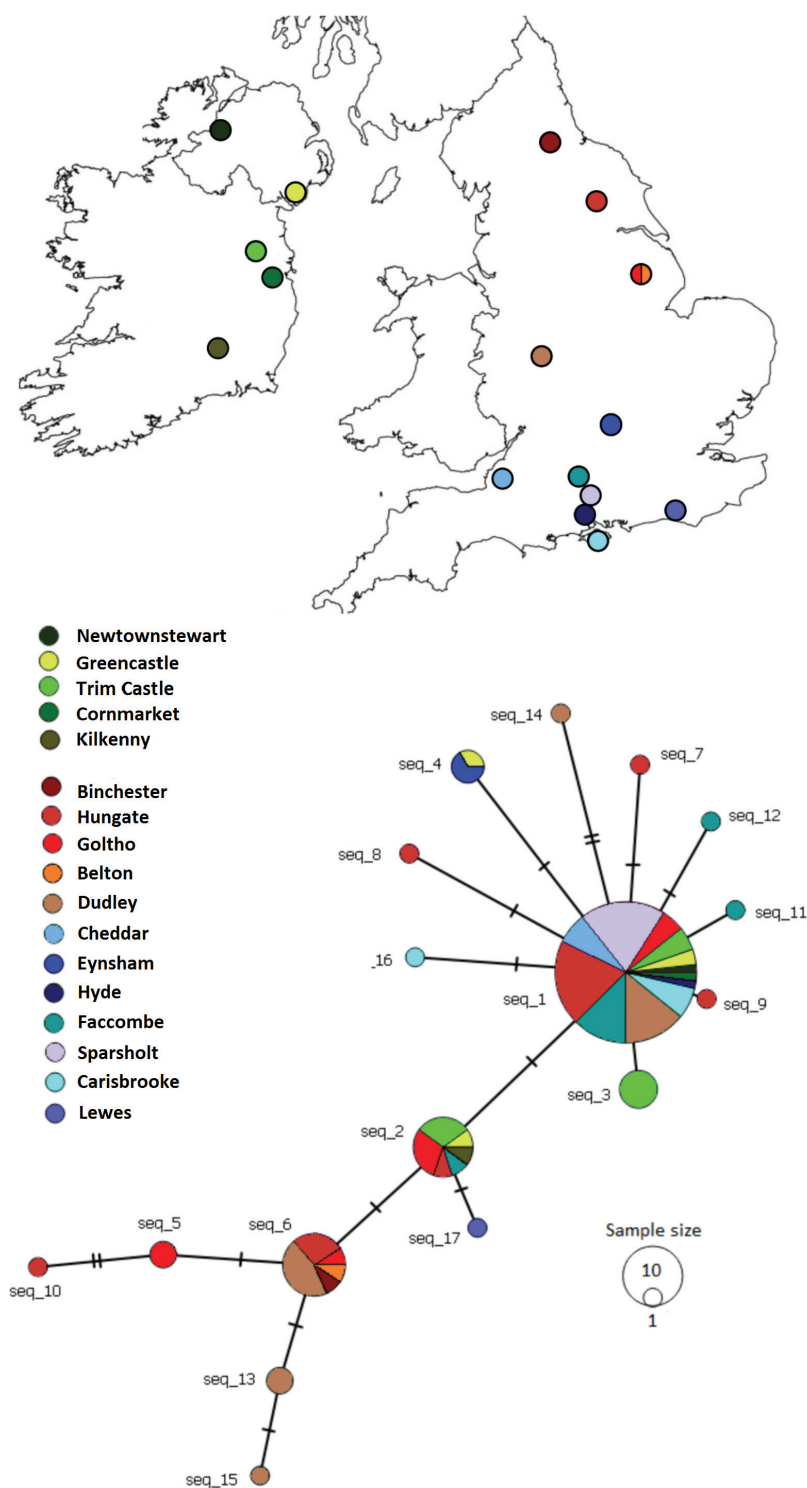 Newtownstewart
Greencastle
Trim Castle
Cornmarket
Kilkenny
Binchester
Hungate
Goltho
Belton
Dudley
Cheddar
Eynsham
Hyde
Faccombe
Sparsholt
Carisbrooke
Lewes
seq_14
seq_7
seq_4
seq_12
seq_8
seq_11
_16
seq_1
seq_9
seq_3
seq_2
seq_17
seq_5
seq_6
seq_10
seq_13
seq_15
Sample size
10
1